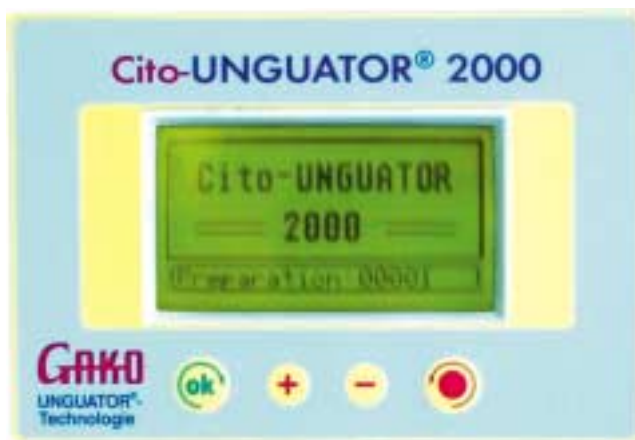 Cito-UNGUATOR® 2000
Cito-UNGUATOR
2000
Preparation 00001
GAKO
UNGUATOR®-
Technologie
ok + -